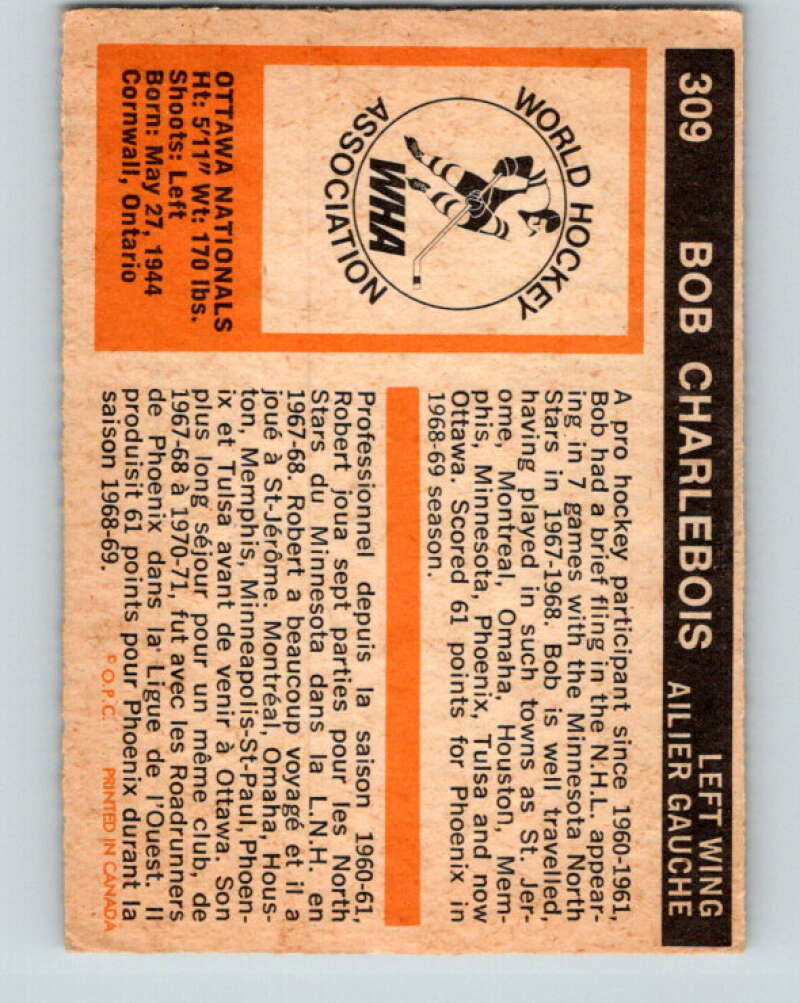 309 BOB CHARLEBOIS LEFT WING
AILIER GAUCHE
WORLD HOCKEY
ASSOCIATION
WHA
OTTAWA NATIONALS
Ht: 5'11" Wt: 170 lbs.
Shoots: Left
Born: May 27, 1944
Cornwall, Ontario
A pro hockey participant since 1960-1961,
Bob had a brief fling in the N.H.L. appear-
ing in 7 games with the Minnesota North
Stars in 1967-1968. Bob is well travelled,
having played in such towns as St. Jer-
ome, Montreal, Omaha, Houston, Mem-
phis, Minnesota, Phoenix, Tulsa and now
Ottawa. Scored 61 points for Phoenix in
1968-69 season.
Professionnel depuis la saison 1960-61,
Robert joua sept parties pour les North
Stars du Minnesota dans la L.N.H. en
1967-68. Robert a beaucoup voyagé et il a
joué à St-Jérôme. Montréal, Omaha, Hous-
ton, Memphis, Minneapolis-St-Paul, Phoen-
ix et Tulsa avant de venir à Ottawa. Son
plus long séjour pour un même club, de
1967-68 à 1970-71, fut avec les Roadrunners
de Phoenix dans la Ligue de l'Ouest. Il
produisit 61 points pour Phoenix durant la
saison 1968-69.
© O.P.C. PRINTED IN CANADA